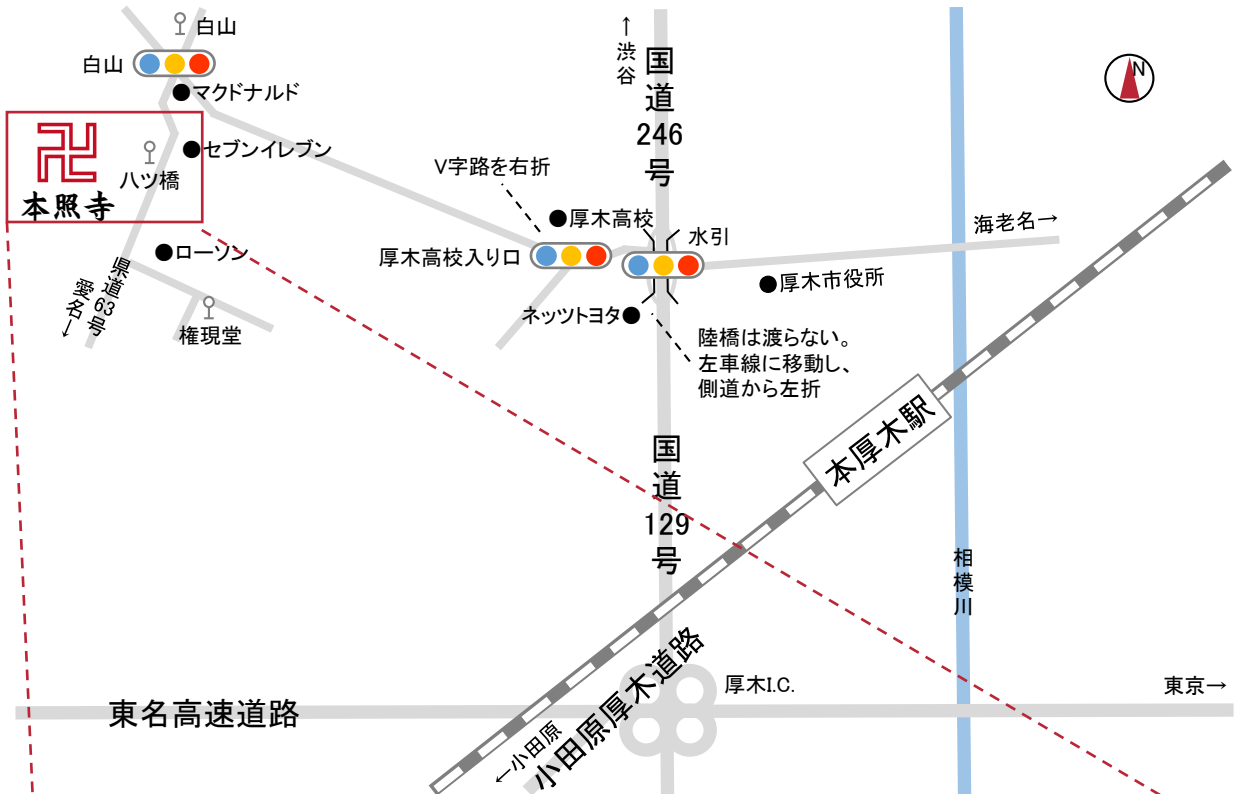 白山
白山
マクドナルド
セブンイレブン
卍
八ツ橋
本照寺
ローソン
県道63号
愛名→
権現堂
↑渋谷
国道246号
N
V字路を右折
厚木高校
水引
厚木高校入り口
海老名→
厚木市役所
ネッツトヨタ
陸橋は渡らない。
左車線に移動し、
側道から左折
本厚木駅
国道129号
相模川
小田原厚木道路
←小田原
厚木I.C.
東京→
東名高速道路